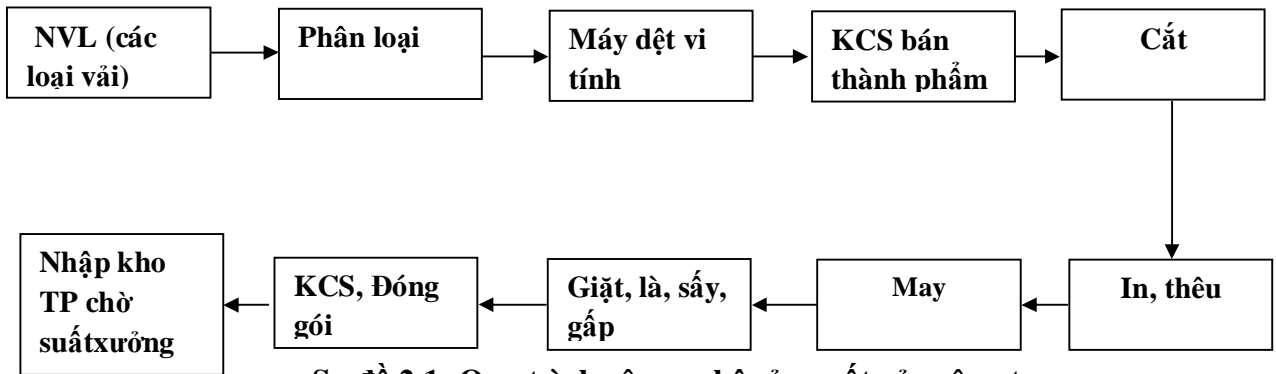 NVL (các
loại vải)
Phân loại
Máy dệt vi
tính
KCS bán
thành phẩm
Cắt
In, thêu
May
Giặt, là, sấy,
gấp
KCS, Đóng
gói
Nhập kho
TP chờ
suấtxưởng